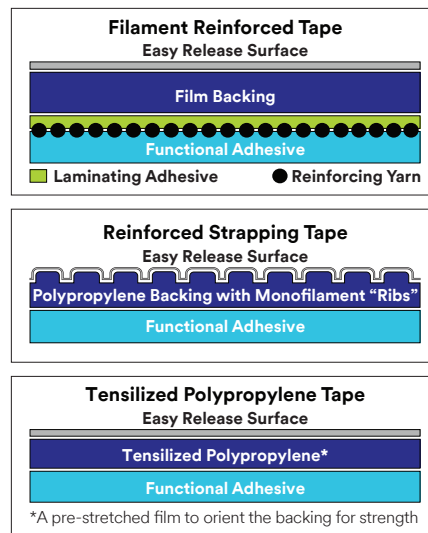 Filament Reinforced Tape
Easy Release Surface
Film Backing
Functional Adhesive
Laminating Adhesive
Reinforcing Yarn
Reinforced Strapping Tape
Easy Release Surface
Polypropylene Backing with Monofilament “Ribs”
Functional Adhesive
Tensilized Polypropylene Tape
Easy Release Surface
Tensilized Polypropylene*
Functional Adhesive
*A pre-stretched film to orient the backing for strength